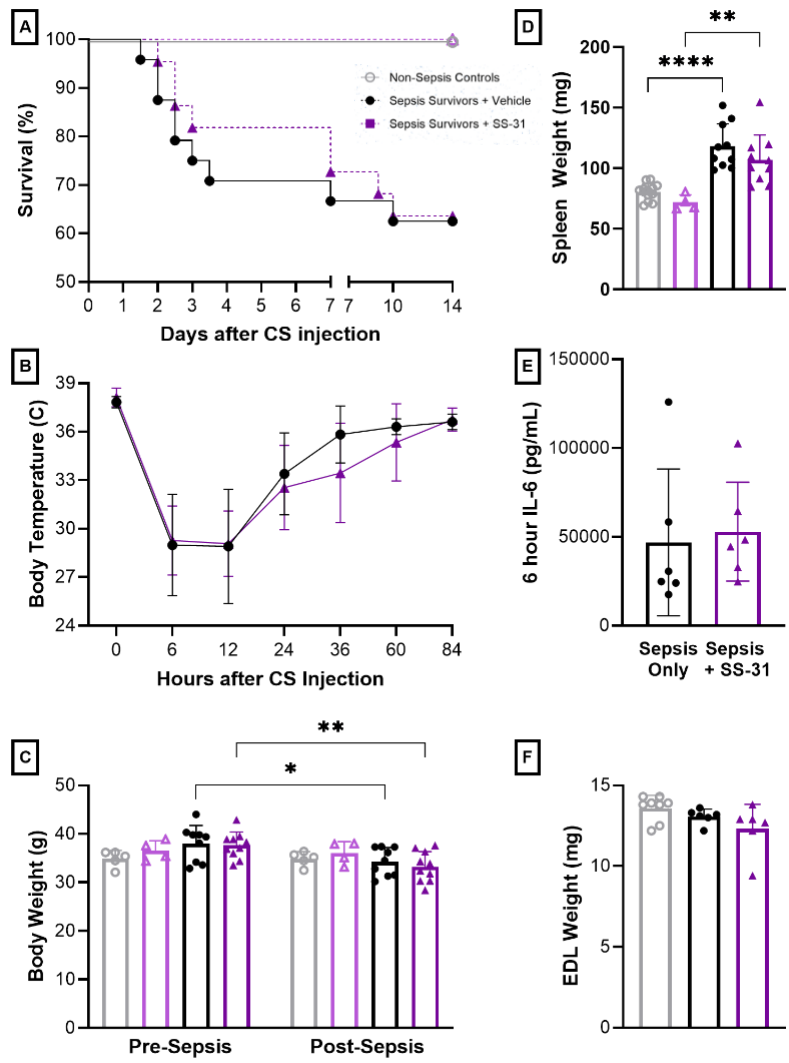 A
Survival (%)
100
90
80
70
60
50
0 1 2 3 4 5 6 7 7 10 14
Days after CS injection
Non-Sepsis Controls
Sepsis Survivors + Vehicle
Sepsis Survivors + SS-31
B
Body Temperature (C)
39
36
33
30
27
24
0 6 12 24 36 60 84
Hours after CS Injection
C
Body Weight (g)
**
*
50
40
30
20
10
0
Pre-Sepsis Post-Sepsis
D
Spleen Weight (mg)
**
****
200
150
100
50
0
E
6 hour IL-6 (pg/mL)
150000
100000
50000
0
Sepsis Sepsis
Only + SS-31
F
EDL Weight (mg)
15
10
5
0